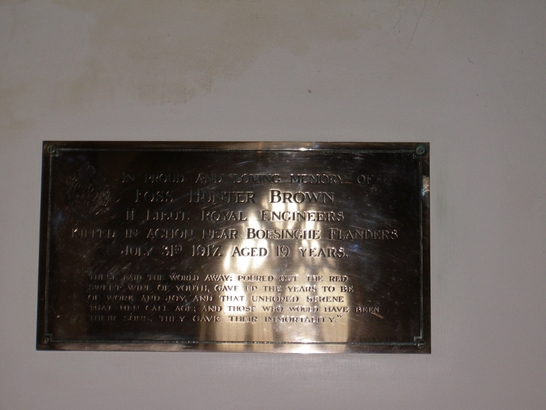 IN PROUD AND LOVING MEMORY OF
FOSS HUNTER BROWN
II LIEUT. ROYAL ENGINEERS
KILLED IN ACTION NEAR BOESINGHE FLANDERS
JULY 31ST 1917. AGED 19 YEARS.
"THESE LAID THE WORLD AWAY; POURED OUT THE RED
SWEET WINE OF YOUTH, GAVE UP THE YEARS TO BE
OF WORK AND JOY, AND THAT UNHOPED SERENE
THAT MEN CALL AGE; AND THOSE WHO WOULD HAVE BEEN
THEIR SONS, THEY GAVE THEIR IMMORTALITY."